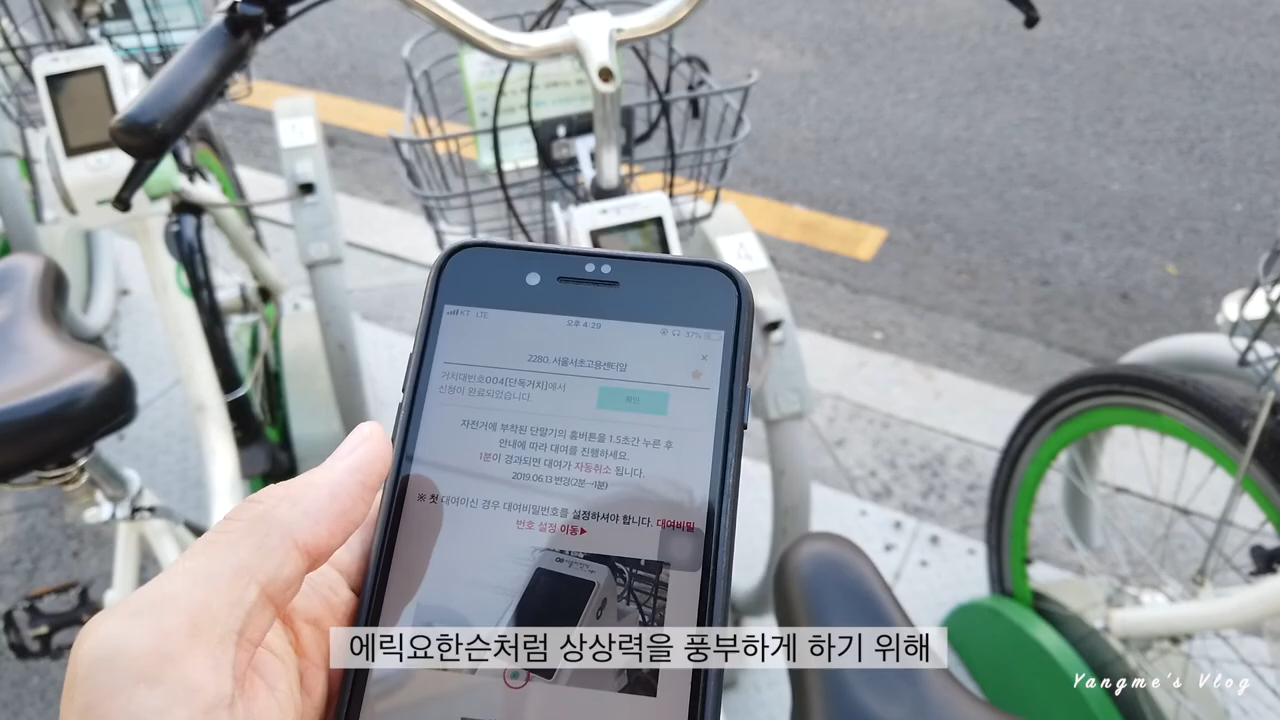 KT LTE
오후 4:29
37%
2280. 서울서초고용센터앞
거치대번호004[단독거치]에서
신청이 완료되었습니다.
확인
자전거에 부착된 단말기의 홈버튼을 1.5초간 누른 후
안내에 따라 대여를 진행하세요.
1분이 경과되면 대여가 자동취소 됩니다.
2019.06.13 변경(2분→1분)
※ 첫 대여이신 경우 대여비밀번호를 설정하셔야 합니다. 대여비밀
번호 설정 이동▶
4
에릭요한슨처럼 상상력을 풍부하게 하기 위해
Yangme's Vlog